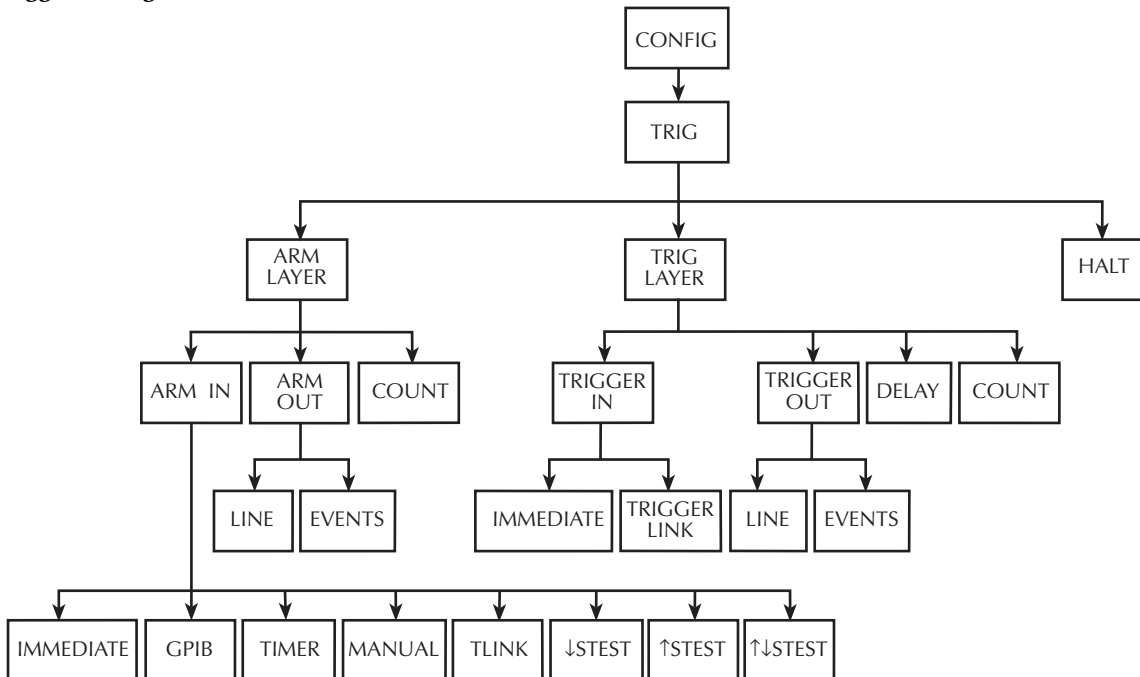 CONFIG
TRIG
ARM
LAYER
TRIG
LAYER
HALT
ARM IN
ARM
OUT
COUNT
TRIGGER
IN
TRIGGER
OUT
DELAY
COUNT
LINE
EVENTS
IMMEDIATE
TRIGGER
LINK
LINE
EVENTS
IMMEDIATE
GPIB
TIMER
MANUAL
TLINK
↓STEST
↑STEST
↑↓STEST